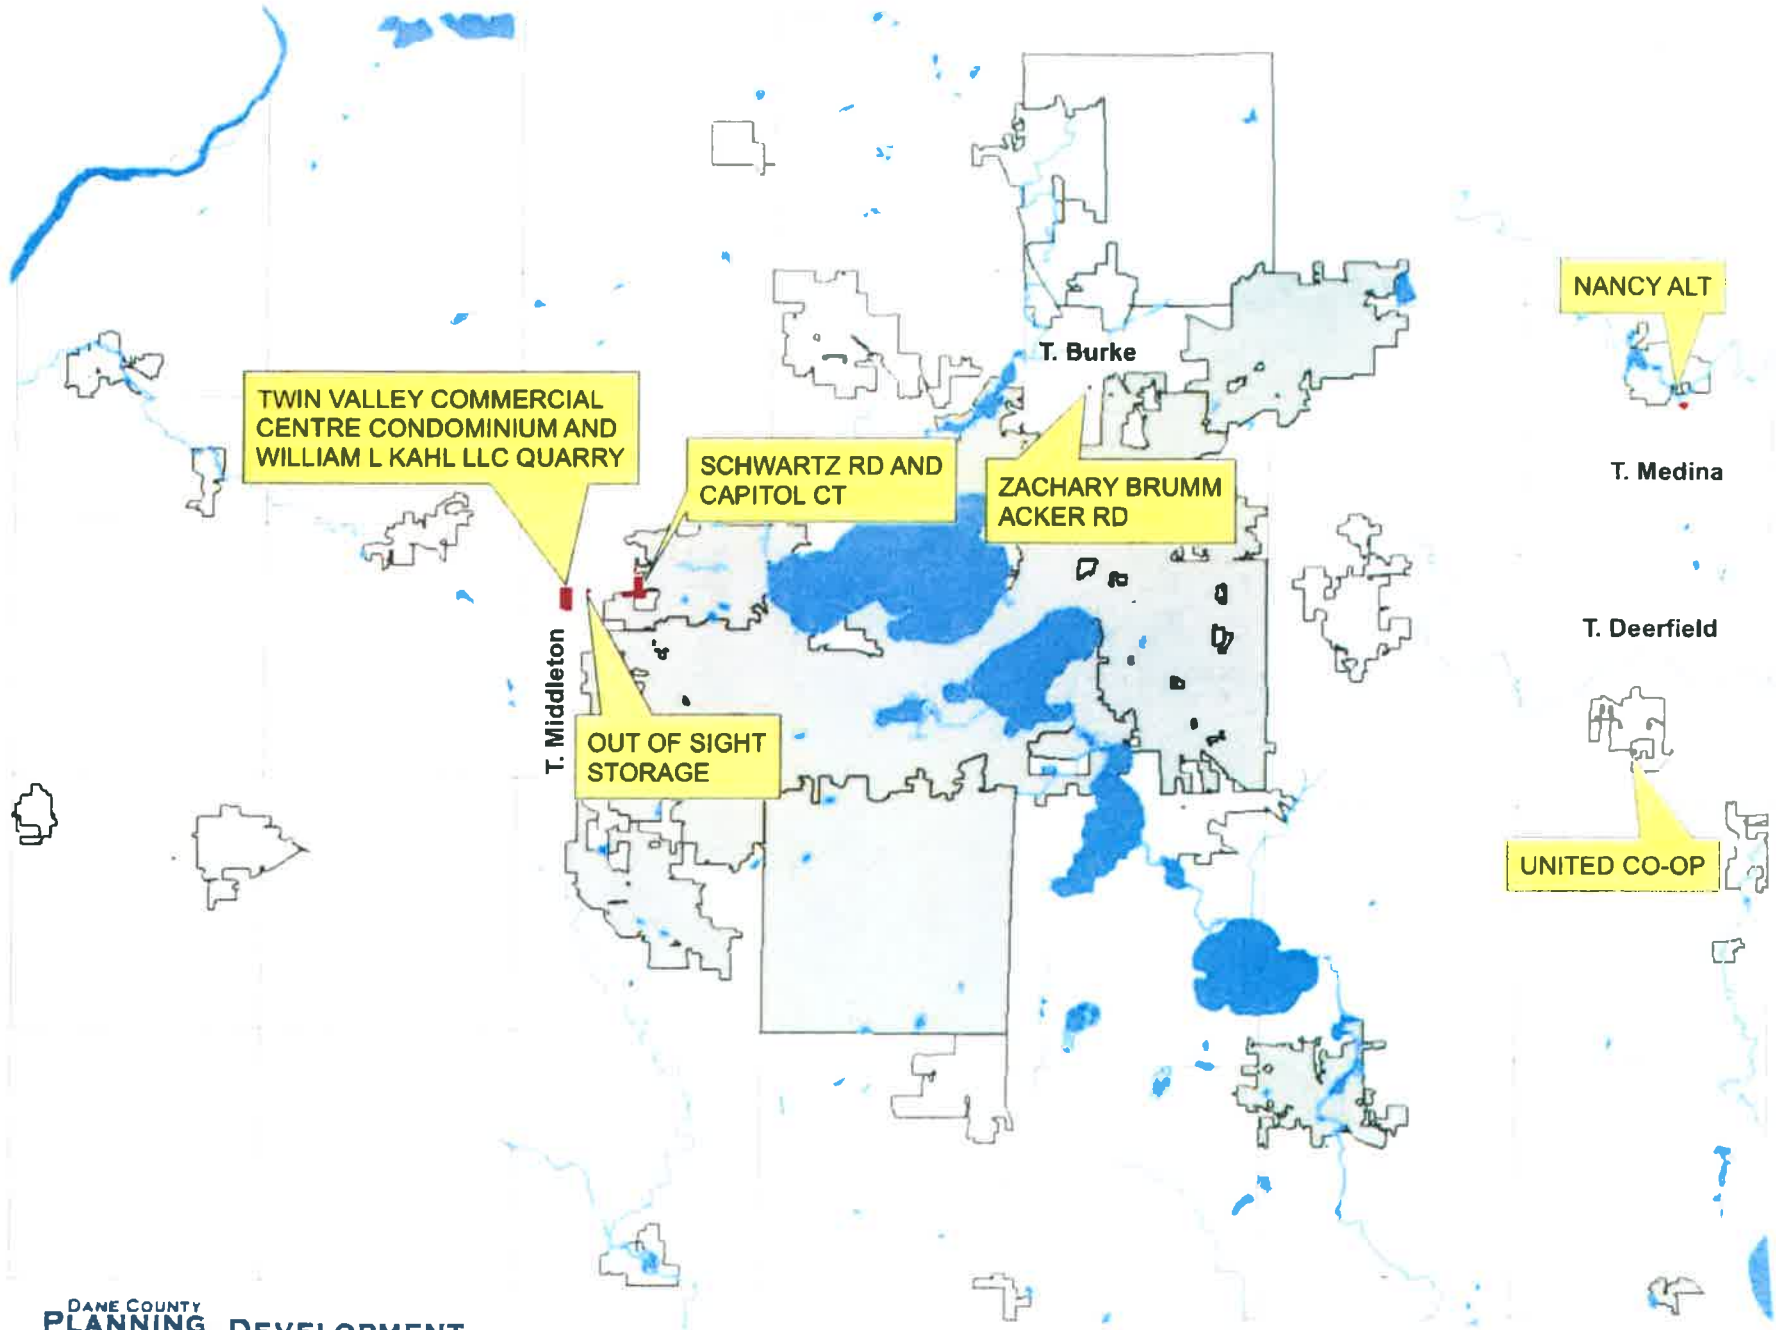 NANCY ALT
T. Burke
TWIN VALLEY COMMERCIAL
CENTRE CONDOMINIUM AND
WILLIAM L KAHL LLC QUARRY
SCHWARTZ RD AND
CAPITOL CT
ZACHARY BRUMM
ACKER RD
T. Medina
T. Deerfield
T. Middleton
OUT OF SIGHT
STORAGE
UNITED CO-OP
DANE COUNTY
PLANNING DEVELOPMENT